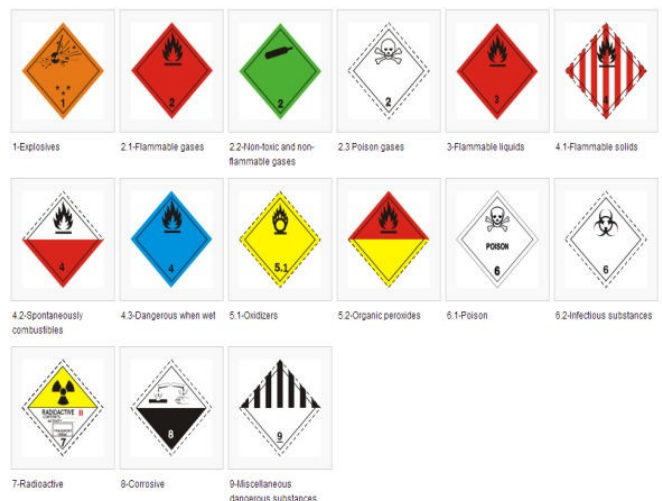 1
2
2
2
3
4
1-Explosives
2.1-Flammable gases
2.2-Non-toxic and non-
flammable gases
2.3 Poison gases
3-Flammable liquids
4.1-Flammable solids
4
4
5.1
POISON
6
6
4.2-Spontaneously
combustibles
4.3-Dangerous when wet
5.1-Oxidizers
5.2-Organic peroxides
6.1-Poison
6.2-Infectious substances
RADIOACTIVE II
7
8
9
7-Radioactive
8-Corrosive
9-Miscellaneous
dangerous substances